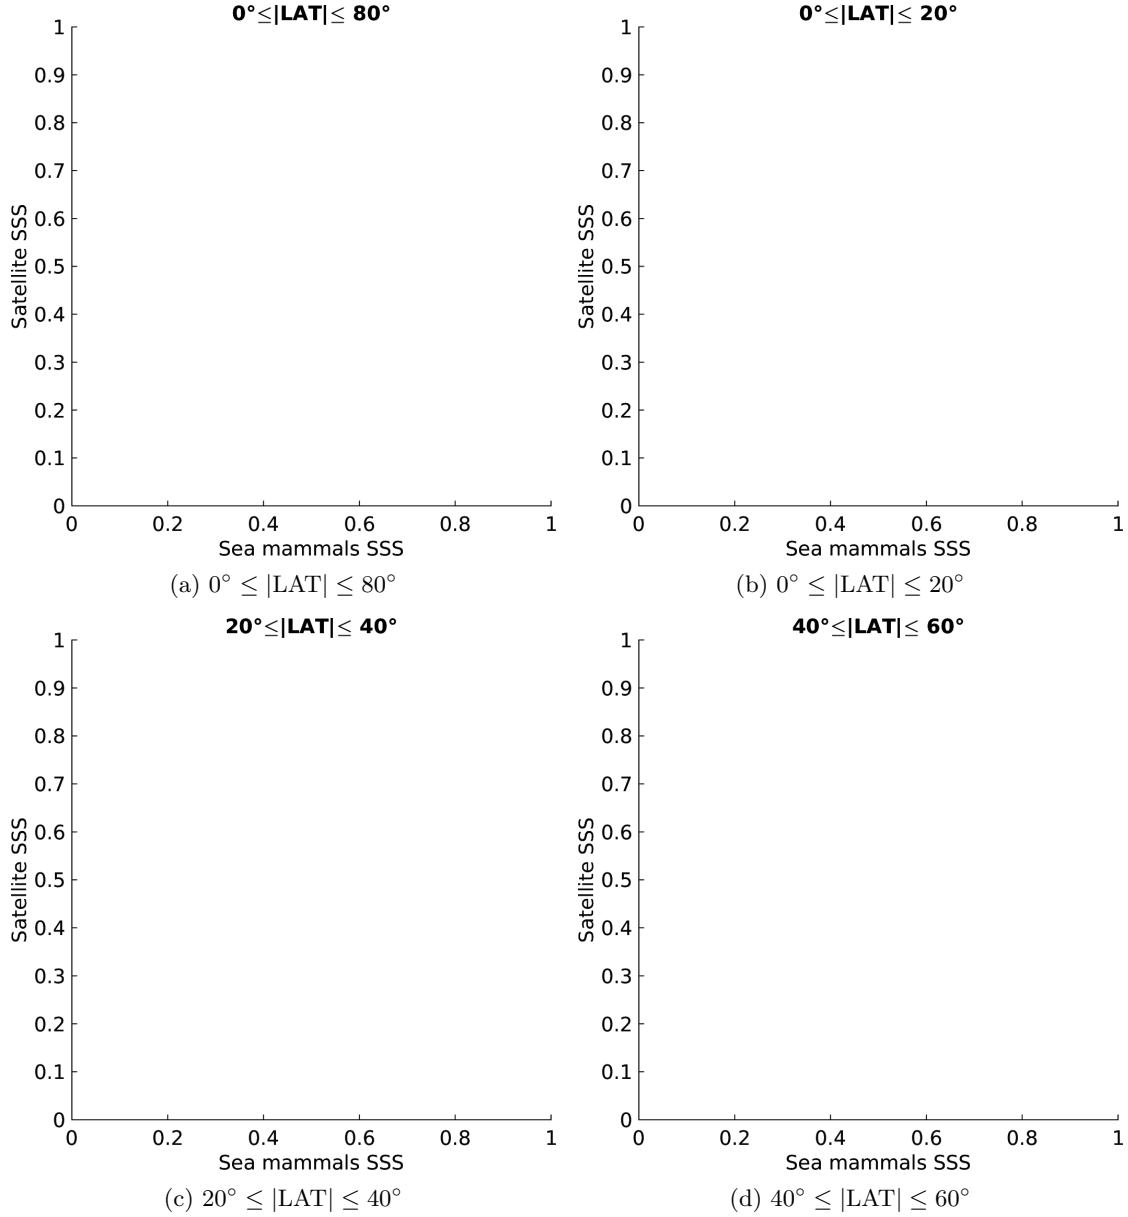 0°≤|LAT|≤ 80°
1
0.9
0.8
0.7
0.6
0.5
0.4
0.3
0.2
0.1
0
Satellite SSS
0 0.2 0.4 0.6 0.8 1
Sea mammals SSS
(a) 0° ≤ |LAT| ≤ 80°
0°≤|LAT|≤ 20°
1
0.9
0.8
0.7
0.6
0.5
0.4
0.3
0.2
0.1
0
Satellite SSS
0 0.2 0.4 0.6 0.8 1
Sea mammals SSS
(b) 0° ≤ |LAT| ≤ 20°
20°≤|LAT|≤ 40°
1
0.9
0.8
0.7
0.6
0.5
0.4
0.3
0.2
0.1
0
Satellite SSS
0 0.2 0.4 0.6 0.8 1
Sea mammals SSS
(c) 20° ≤ |LAT| ≤ 40°
40°≤|LAT|≤ 60°
1
0.9
0.8
0.7
0.6
0.5
0.4
0.3
0.2
0.1
0
Satellite SSS
0 0.2 0.4 0.6 0.8 1
Sea mammals SSS
(d) 40° ≤ |LAT| ≤ 60°